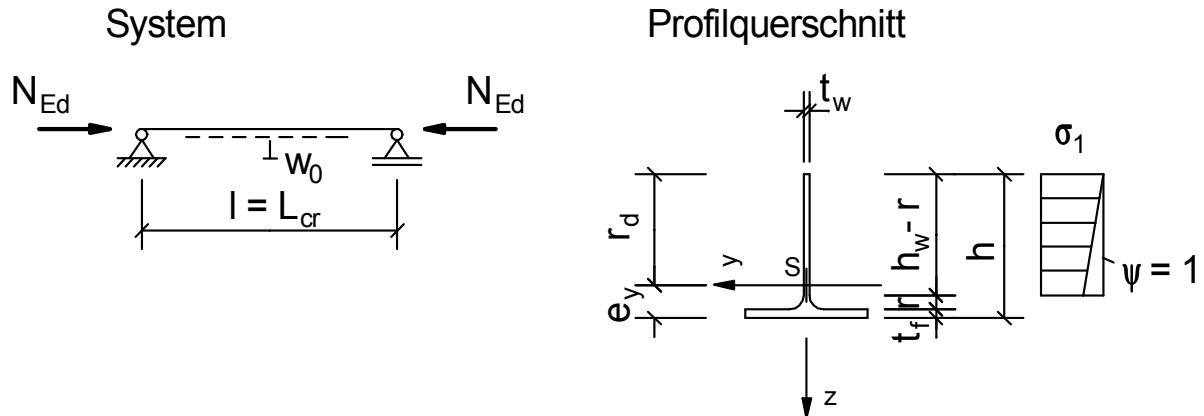 System
Profilquerschnitt
N_Ed
N_Ed
w_0
l = L_cr
t_w
σ_1
r_d
y
S
h_w - r
h
e_y
r
t_f
ψ = 1
z